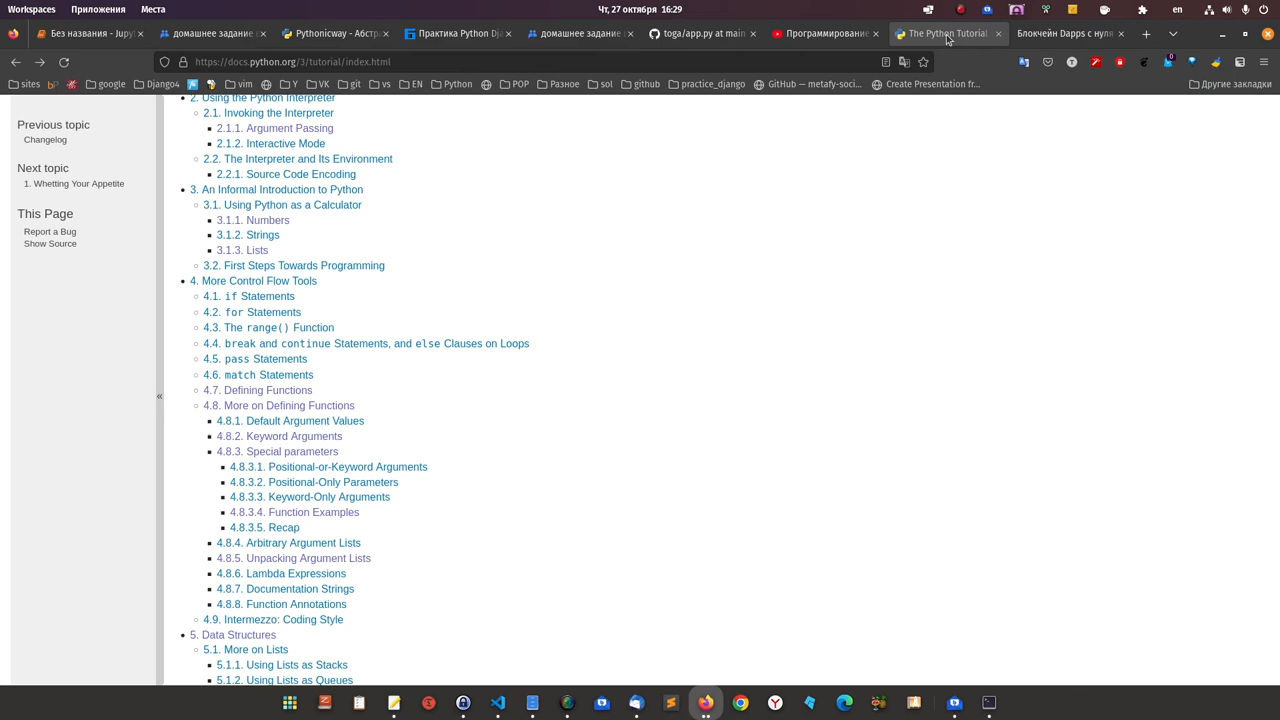 Workspaces Приложения Места Чт, 27 октября 16:29 en
Без названия - Jupyt домашнее задание Pythonicway - Абстра Практика Python Dja домашнее задание toga/app.py at main Программирование The Python Tutorial Блокчейн Dapps с нуля
https://docs.python.org/3/tutorial/index.html
sites google Django4 vim Y VK git vs EN Python POP Разное sol github practice_django GitHub — metafy-soci... Create Presentation fr... Другие закладки
Previous topic
Changelog
Next topic
1. Whetting Your Appetite
This Page
Report a Bug
Show Source
«
2. Using the Python Interpreter
2.1. Invoking the Interpreter
2.1.1. Argument Passing
2.1.2. Interactive Mode
2.2. The Interpreter and Its Environment
2.2.1. Source Code Encoding
3. An Informal Introduction to Python
3.1. Using Python as a Calculator
3.1.1. Numbers
3.1.2. Strings
3.1.3. Lists
3.2. First Steps Towards Programming
4. More Control Flow Tools
4.1. if Statements
4.2. for Statements
4.3. The range() Function
4.4. break and continue Statements, and else Clauses on Loops
4.5. pass Statements
4.6. match Statements
4.7. Defining Functions
4.8. More on Defining Functions
4.8.1. Default Argument Values
4.8.2. Keyword Arguments
4.8.3. Special parameters
4.8.3.1. Positional-or-Keyword Arguments
4.8.3.2. Positional-Only Parameters
4.8.3.3. Keyword-Only Arguments
4.8.3.4. Function Examples
4.8.3.5. Recap
4.8.4. Arbitrary Argument Lists
4.8.5. Unpacking Argument Lists
4.8.6. Lambda Expressions
4.8.7. Documentation Strings
4.8.8. Function Annotations
4.9. Intermezzo: Coding Style
5. Data Structures
5.1. More on Lists
5.1.1. Using Lists as Stacks
5.1.2. Using Lists as Queues